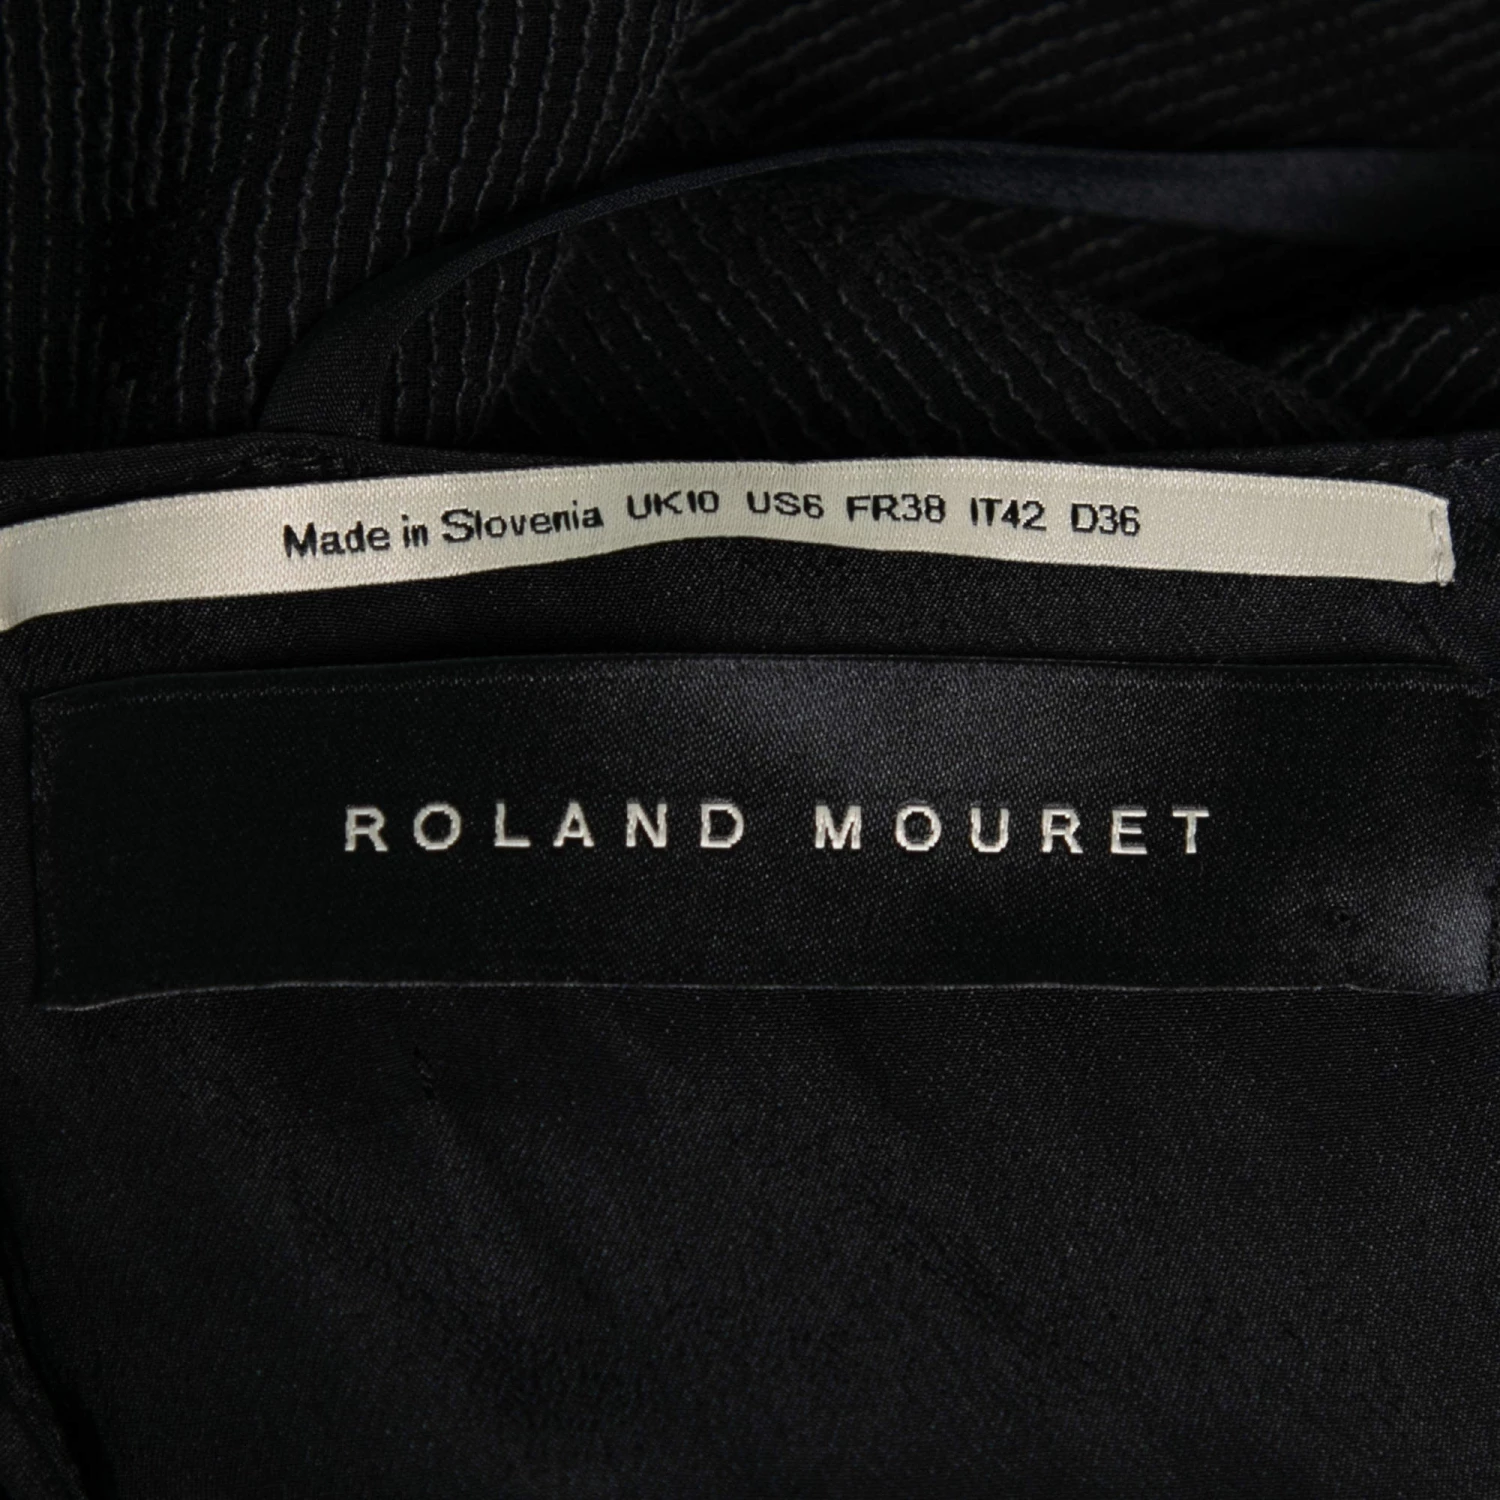 Made in Slovenia UK10 US6 FR38 IT42 D36
ROLAND MOURET